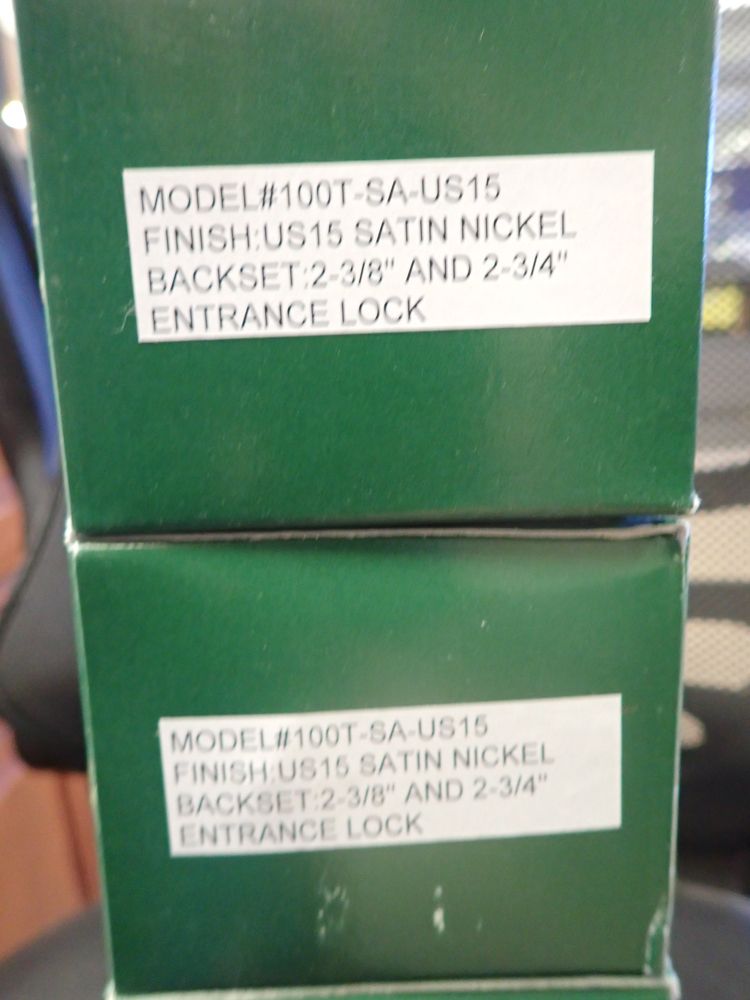 MODEL#100T-SA-US15
FINISH:US15 SATIN NICKEL
BACKSET:2-3/8" AND 2-3/4"
ENTRANCE LOCK
MODEL#100T-SA-US15
FINISH:US15 SATIN NICKEL
BACKSET:2-3/8" AND 2-3/4"
ENTRANCE LOCK